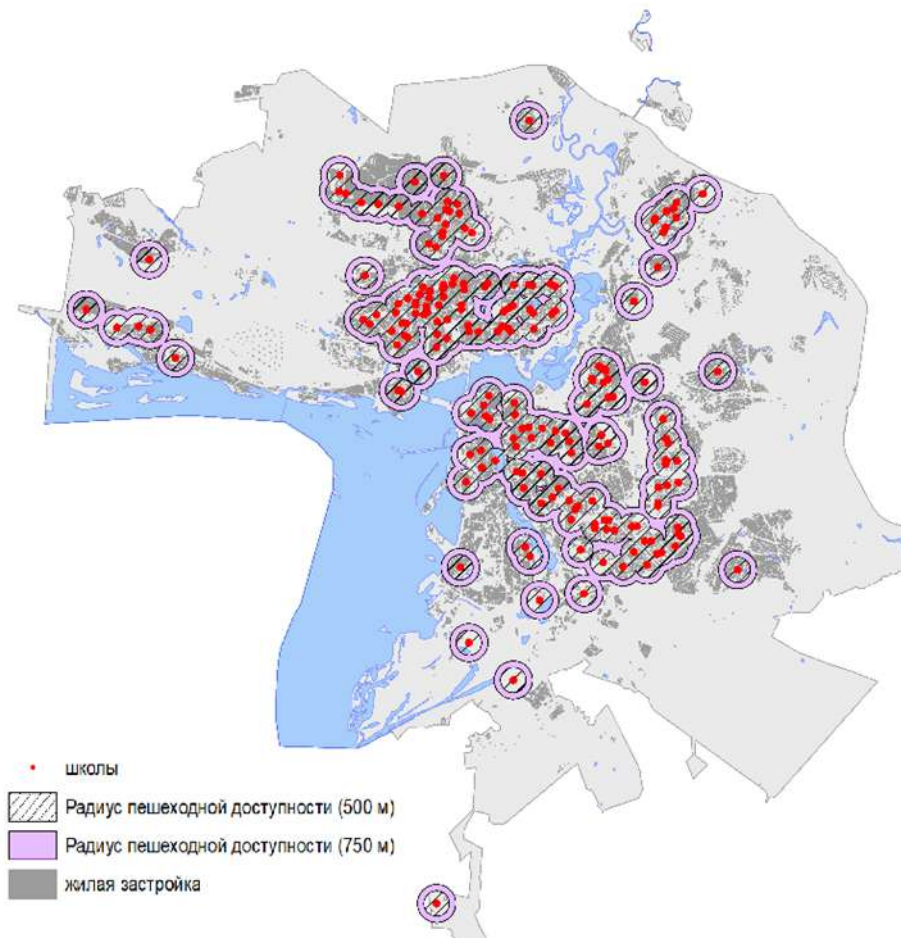 школы
Радиус пешеходной доступности (500 м)
Радиус пешеходной доступности (750 м)
жилая застройка